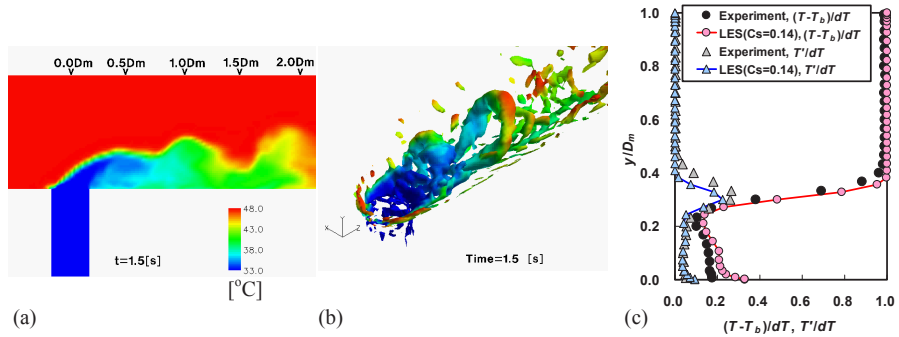 0.0Dm 0.5Dm 1.0Dm 1.5Dm 2.0Dm
48.0
43.0
38.0
33.0
t=1.5[s]
[°C]
(a)
Y
X Z
Time=1.5 [s]
(b)
Experiment, (T-Tb)/dT
LES(Cs=0.14), (T-Tb)/dT
Experiment, T'/dT
LES(Cs=0.14), T'/dT
1.0
0.8
0.6
0.4
0.2
0.0
y/Dm
0.0 0.2 0.4 0.6 0.8 1.0
(T-Tb)/dT, T'/dT
(c)